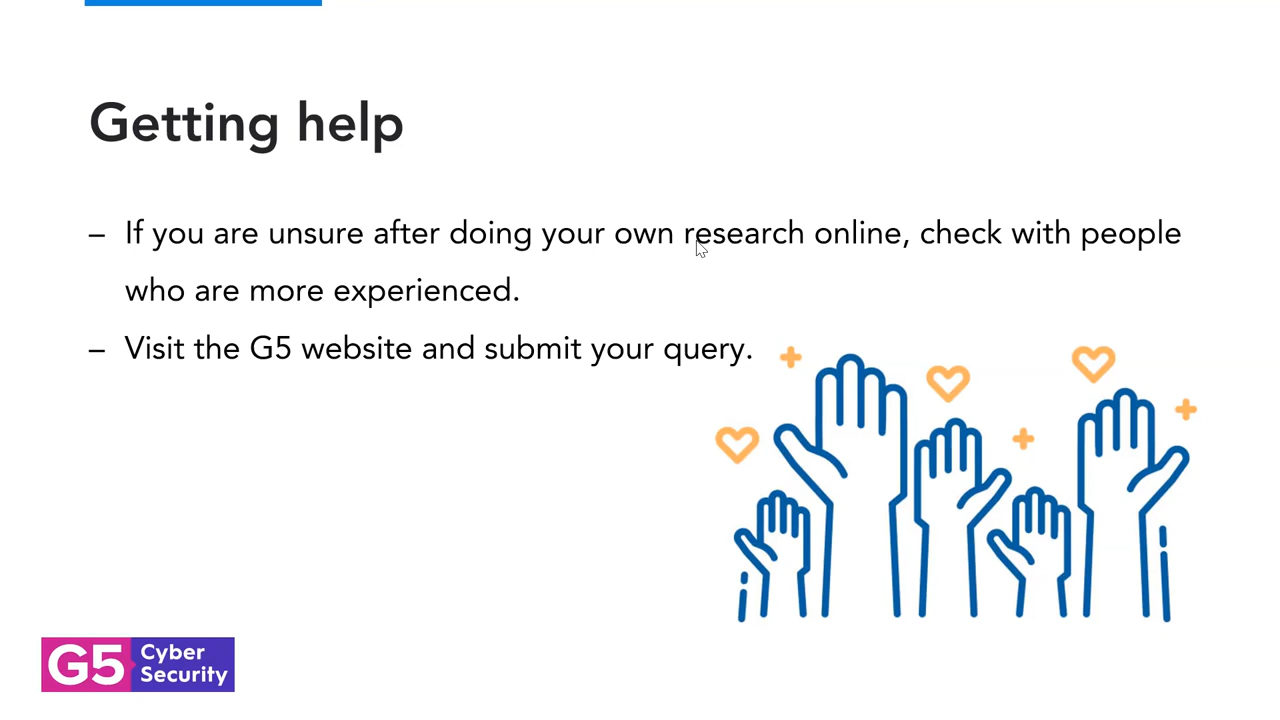 Getting help
– If you are unsure after doing your own research online, check with people
who are more experienced.
– Visit the G5 website and submit your query.
G5 Cyber
Security